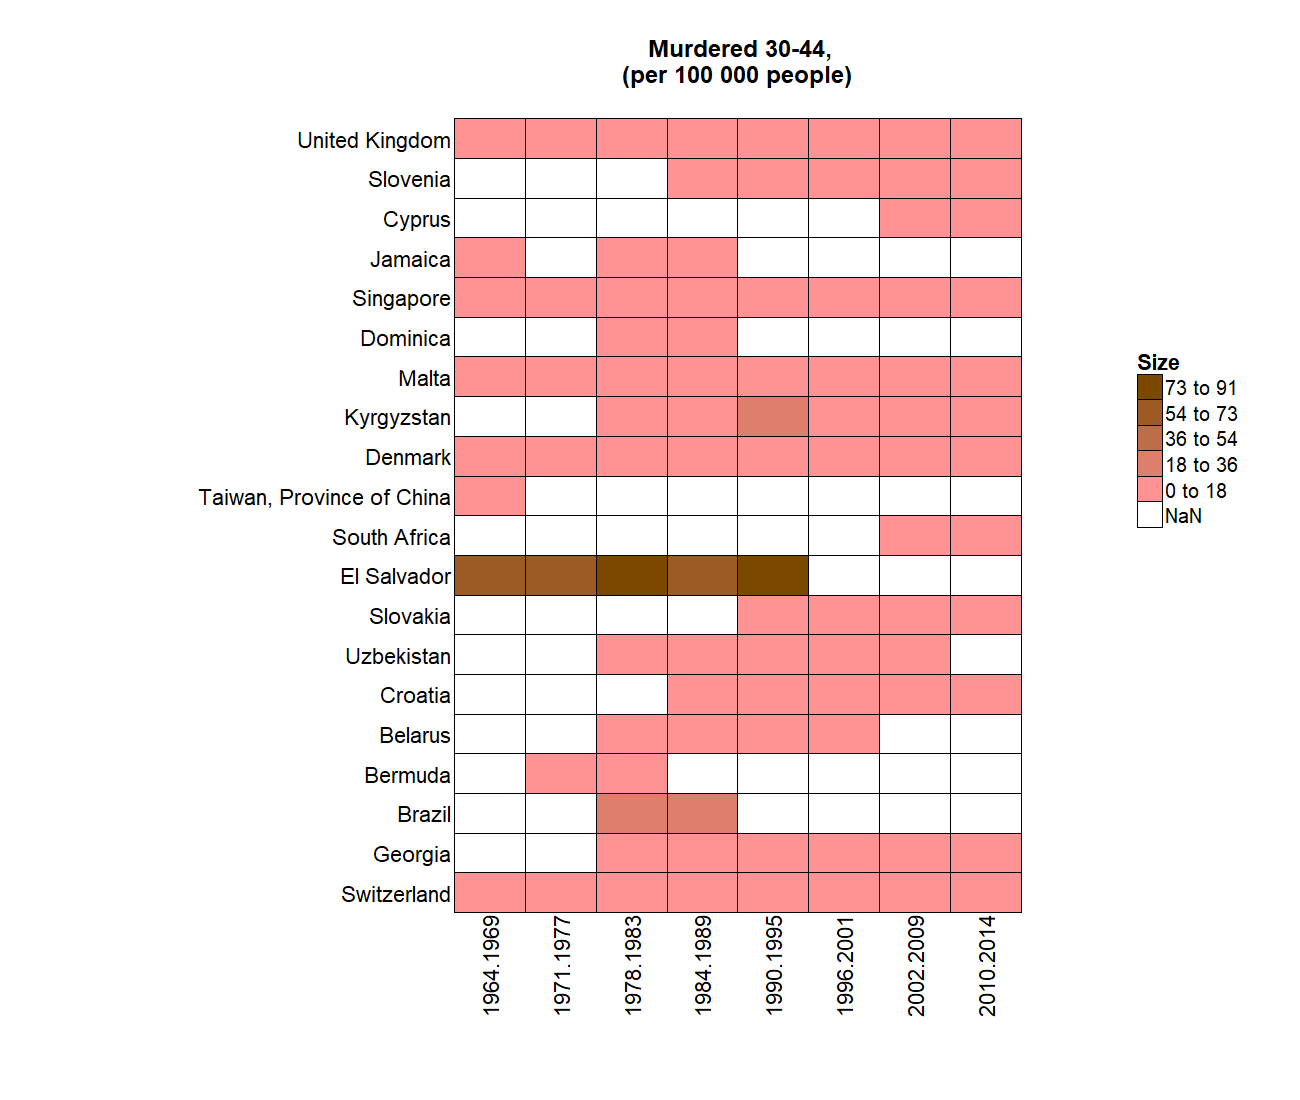 Murdered 30-44,
(per 100 000 people)
United Kingdom
Slovenia
Cyprus
Jamaica
Singapore
Dominica
Malta
Kyrgyzstan
Denmark
Taiwan, Province of China
South Africa
El Salvador
Slovakia
Uzbekistan
Croatia
Belarus
Bermuda
Brazil
Georgia
Switzerland
1964.1969
1971.1977
1978.1983
1984.1989
1990.1995
1996.2001
2002.2009
2010.2014
Size
73 to 91
54 to 73
36 to 54
18 to 36
0 to 18
NaN